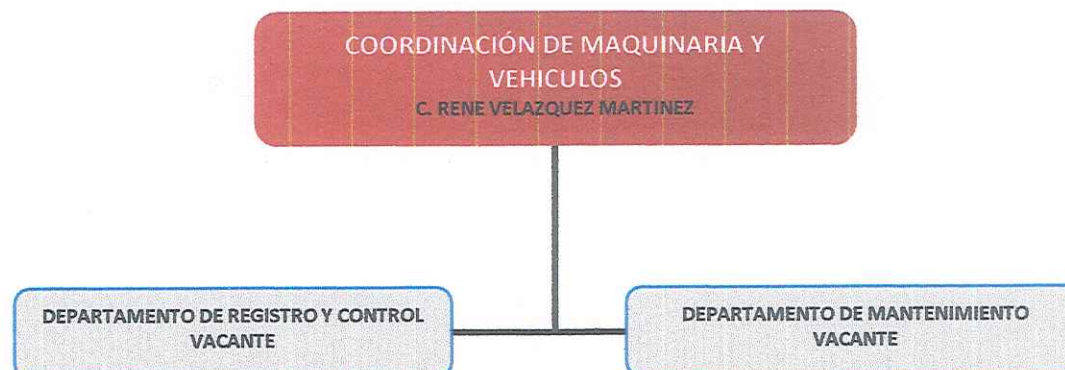 COORDINACIÓN DE MAQUINARIA Y
VEHICULOS
C. RENE VELAZQUEZ MARTINEZ
DEPARTAMENTO DE REGISTRO Y CONTROL
VACANTE
DEPARTAMENTO DE MANTENIMIENTO
VACANTE